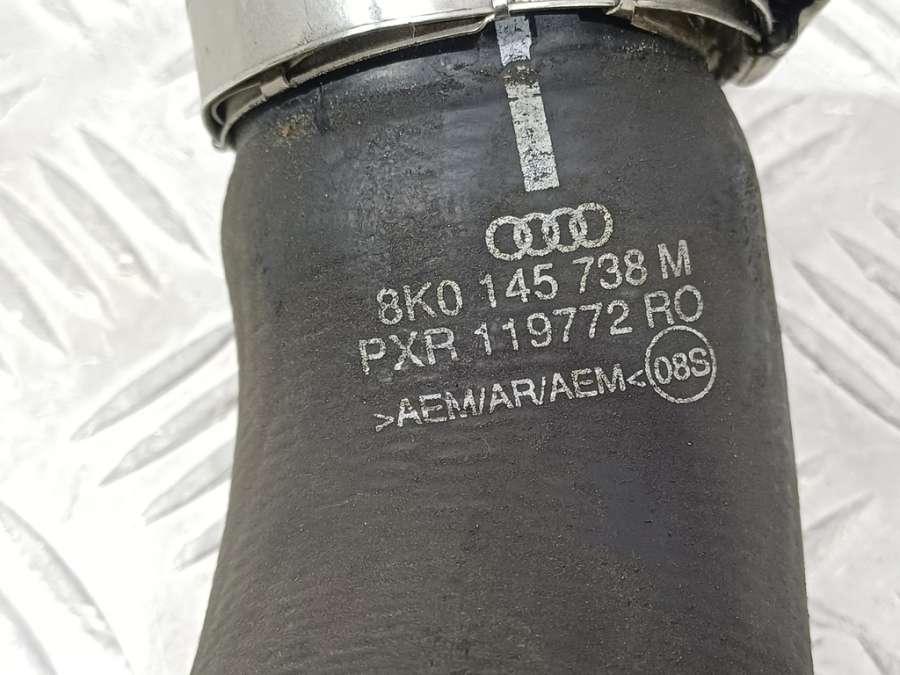 8K0 145 738 M
PXR 119772 RO
>AEM/AR/AEM< 08S